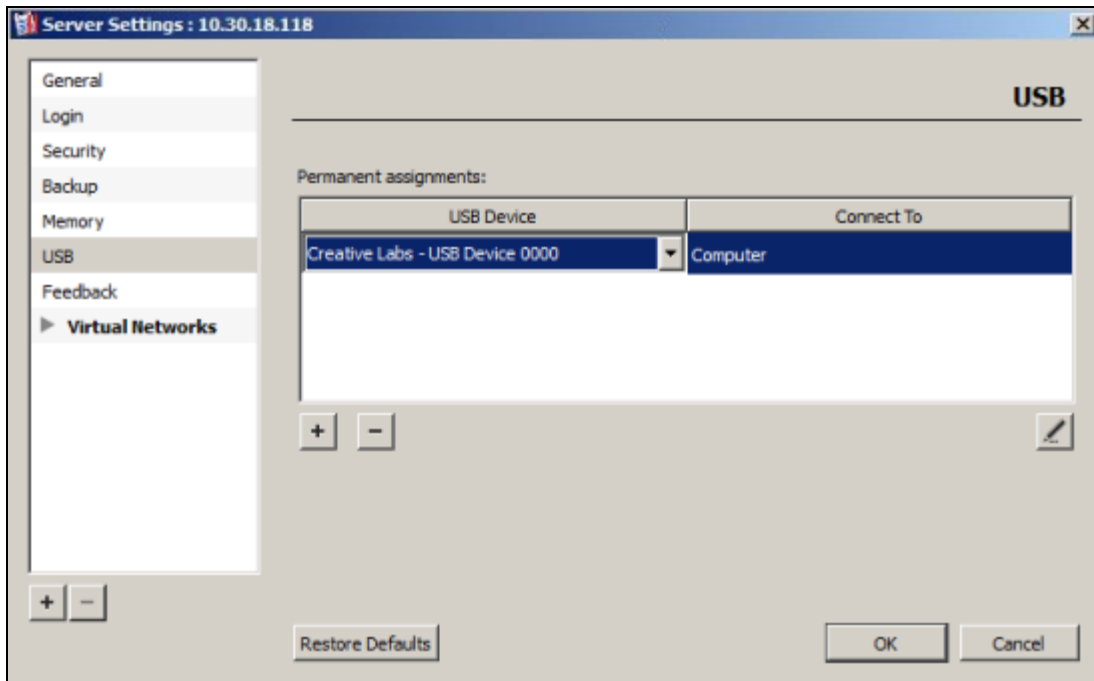 Server Settings : 10.30.18.118
General
Login
Security
Backup
Memory
USB
Feedback
Virtual Networks
USB
Permanent assignments:
USB Device Connect To
Creative Labs - USB Device 0000 Computer
Restore Defaults OK Cancel